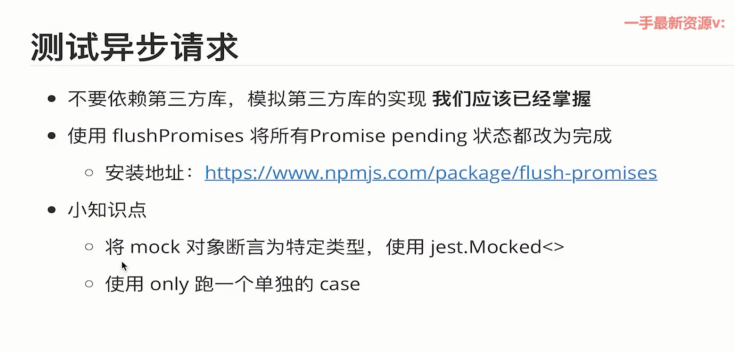 一手最新资源v:
测试异步请求
不要依赖第三方库，模拟第三方库的实现 我们应该已经掌握
使用 flushPromises 将所有Promise pending 状态都改为完成
安装地址：https://www.npmjs.com/package/flush-promises
小知识点
将 mock 对象断言为特定类型，使用 jest.Mocked<>
使用 only 跑一个单独的 case